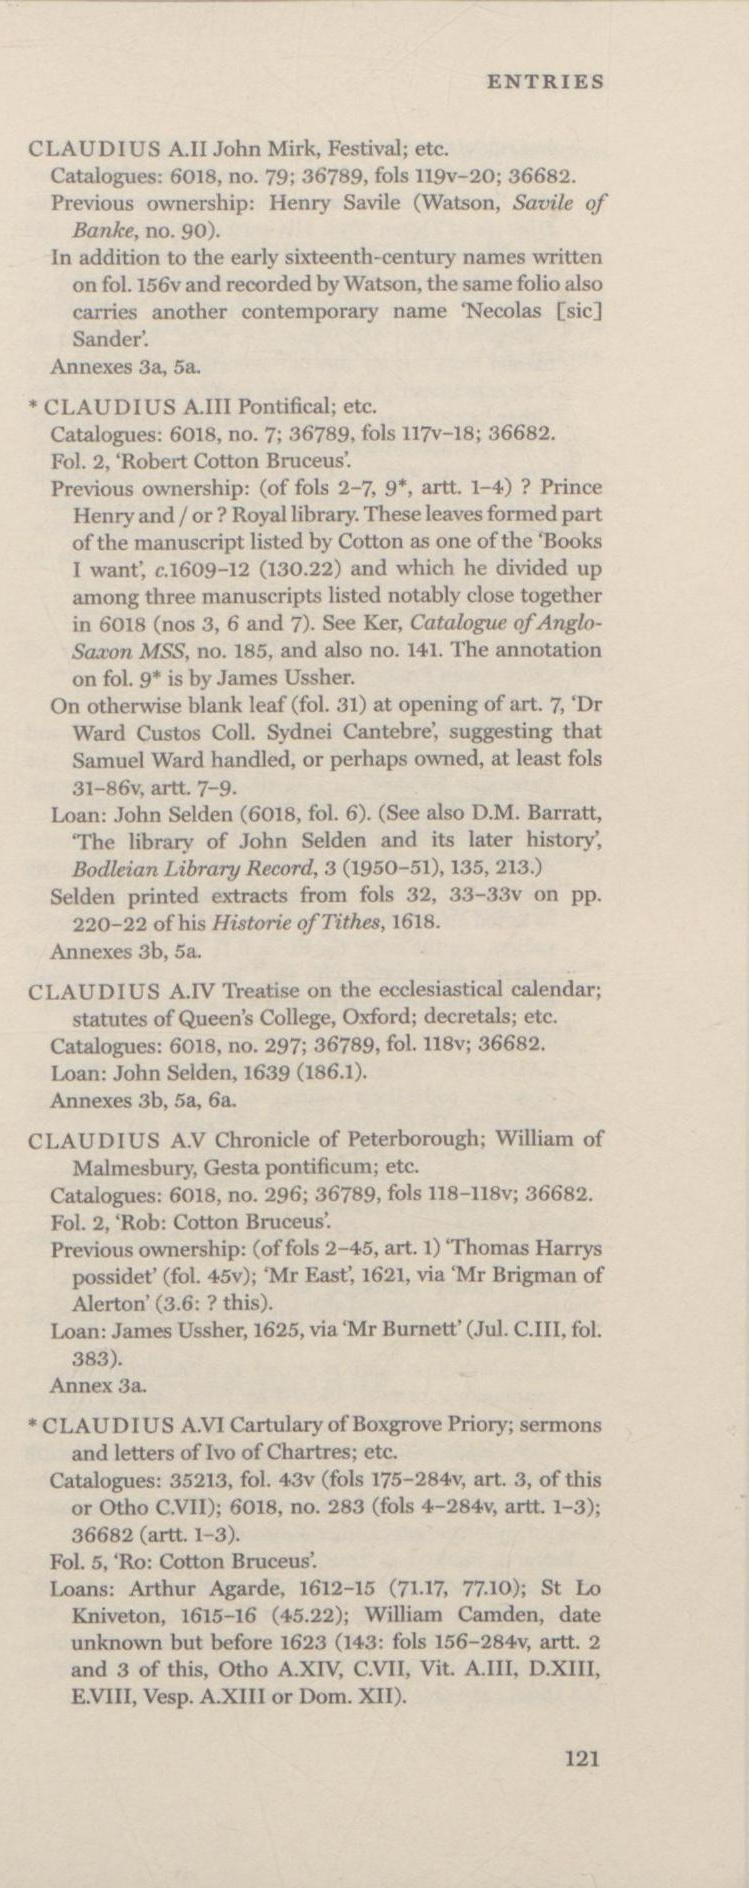 ENTRIES
CLAUDIUS A.II John Mirk, Festival; etc.
Catalogues: 6018, no. 79; 36789, fols 119v–20; 36682.
Previous ownership: Henry Savile (Watson, Savile of
Banke, no. 90).
In addition to the early sixteenth-century names written
on fol. 156v and recorded by Watson, the same folio also
carries another contemporary name ‘Necolas [sic]
Sander’.
Annexes 3a, 5a.
* CLAUDIUS A.III Pontifical; etc.
Catalogues: 6018, no. 7; 36789, fols 117v–18; 36682.
Fol. 2, ‘Robert Cotton Bruceus’.
Previous ownership: (of fols 2–7, 9*, artt. 1–4) ? Prince
Henry and / or ? Royal library. These leaves formed part
of the manuscript listed by Cotton as one of the ‘Books
I want’, c.1609–12 (130.22) and which he divided up
among three manuscripts listed notably close together
in 6018 (nos 3, 6 and 7). See Ker, Catalogue of Anglo-
Saxon MSS, no. 185, and also no. 141. The annotation
on fol. 9* is by James Ussher.
On otherwise blank leaf (fol. 31) at opening of art. 7, ‘Dr
Ward Custos Coll. Sydnei Cantebre’, suggesting that
Samuel Ward handled, or perhaps owned, at least fols
31–86v, artt. 7–9.
Loan: John Selden (6018, fol. 6). (See also D.M. Barratt,
‘The library of John Selden and its later history’,
Bodleian Library Record, 3 (1950–51), 135, 213.)
Selden printed extracts from fols 32, 33–33v on pp.
220–22 of his Historie of Tithes, 1618.
Annexes 3b, 5a.
CLAUDIUS A.IV Treatise on the ecclesiastical calendar;
statutes of Queen’s College, Oxford; decretals; etc.
Catalogues: 6018, no. 297; 36789, fol. 118v; 36682.
Loan: John Selden, 1639 (186.1).
Annexes 3b, 5a, 6a.
CLAUDIUS A.V Chronicle of Peterborough; William of
Malmesbury, Gesta pontificum; etc.
Catalogues: 6018, no. 296; 36789, fols 118–118v; 36682.
Fol. 2, ‘Rob: Cotton Bruceus’.
Previous ownership: (of fols 2–45, art. 1) ‘Thomas Harrys
possidet’ (fol. 45v); ‘Mr East’, 1621, via ‘Mr Brigman of
Alerton’ (3.6: ? this).
Loan: James Ussher, 1625, via ‘Mr Burnett’ (Jul. C.III, fol.
383).
Annex 3a.
* CLAUDIUS A.VI Cartulary of Boxgrove Priory; sermons
and letters of Ivo of Chartres; etc.
Catalogues: 35213, fol. 43v (fols 175–284v, art. 3, of this
or Otho C.VII); 6018, no. 283 (fols 4–284v, artt. 1–3);
36682 (artt. 1–3).
Fol. 5, ‘Ro: Cotton Bruceus’.
Loans: Arthur Agarde, 1612–15 (71.17, 77.10); St Lo
Kniveton, 1615–16 (45.22); William Camden, date
unknown but before 1623 (143: fols 156–284v, artt. 2
and 3 of this, Otho A.XIV, C.VII, Vit. A.III, D.XIII,
E.VIII, Vesp. A.XIII or Dom. XII).
121